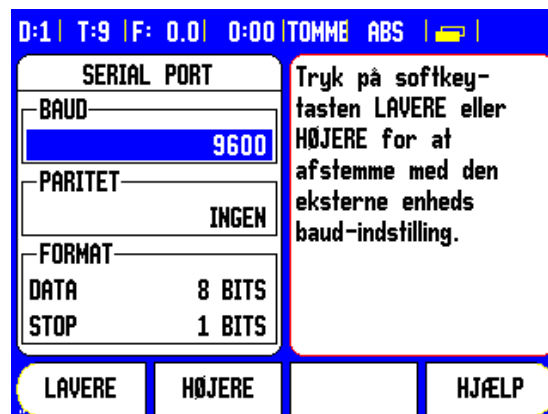 D:1 | T:9 | F: 0.0 | 0:00 | TOMME ABS | |
SERIAL PORT
BAUD
9600
PARITET
INGEN
FORMAT
DATA 8 BITS
STOP 1 BITS
Tryk på softkey-
tasten LAVERE eller
HØJERE for at
afstemme med den
eksterne enheds
baud-indstilling.
LAVERE HØJERE HJÆLP